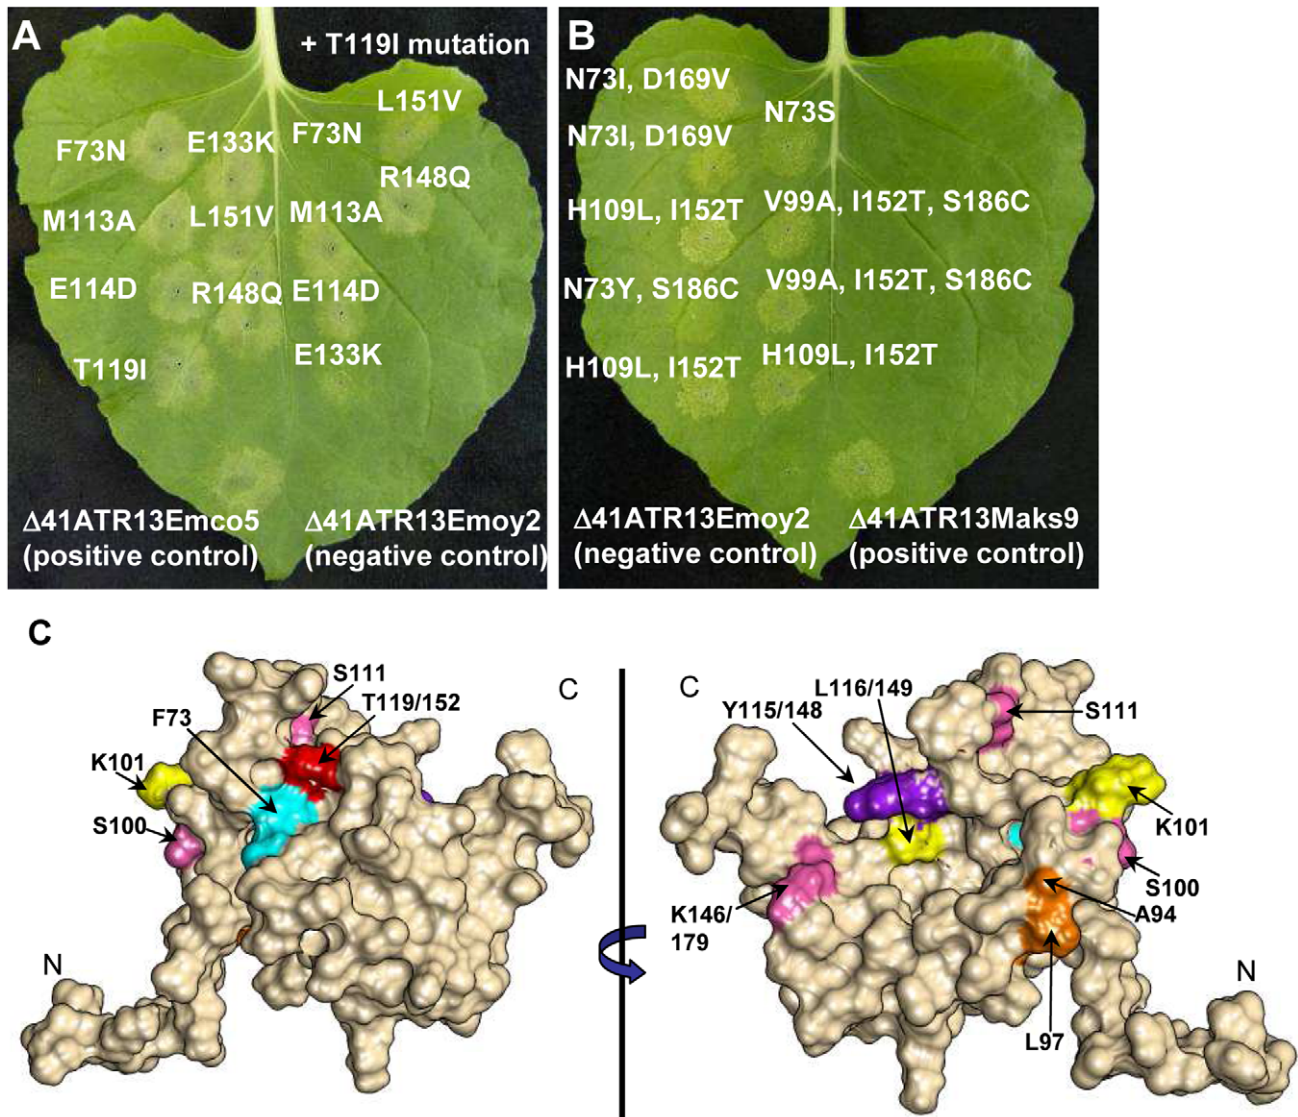 A
+ T119I mutation
L151V
F73N
E133K
F73N
R148Q
M113A
L151V
M113A
E114D
R148Q
E114D
T119I
E133K
Δ41ATR13Emco5
(positive control)
Δ41ATR13Emoy2
(negative control)
B
N73I, D169V
N73S
N73I, D169V
H109L, I152T
V99A, I152T, S186C
N73Y, S186C
V99A, I152T, S186C
H109L, I152T
H109L, I152T
Δ41ATR13Emoy2
(negative control)
Δ41ATR13Maks9
(positive control)
C
S111
T119/152
C
F73
K101
S100
N
C
L116/149
Y115/148
S111
K101
S100
A94
K146/
179
N
L97